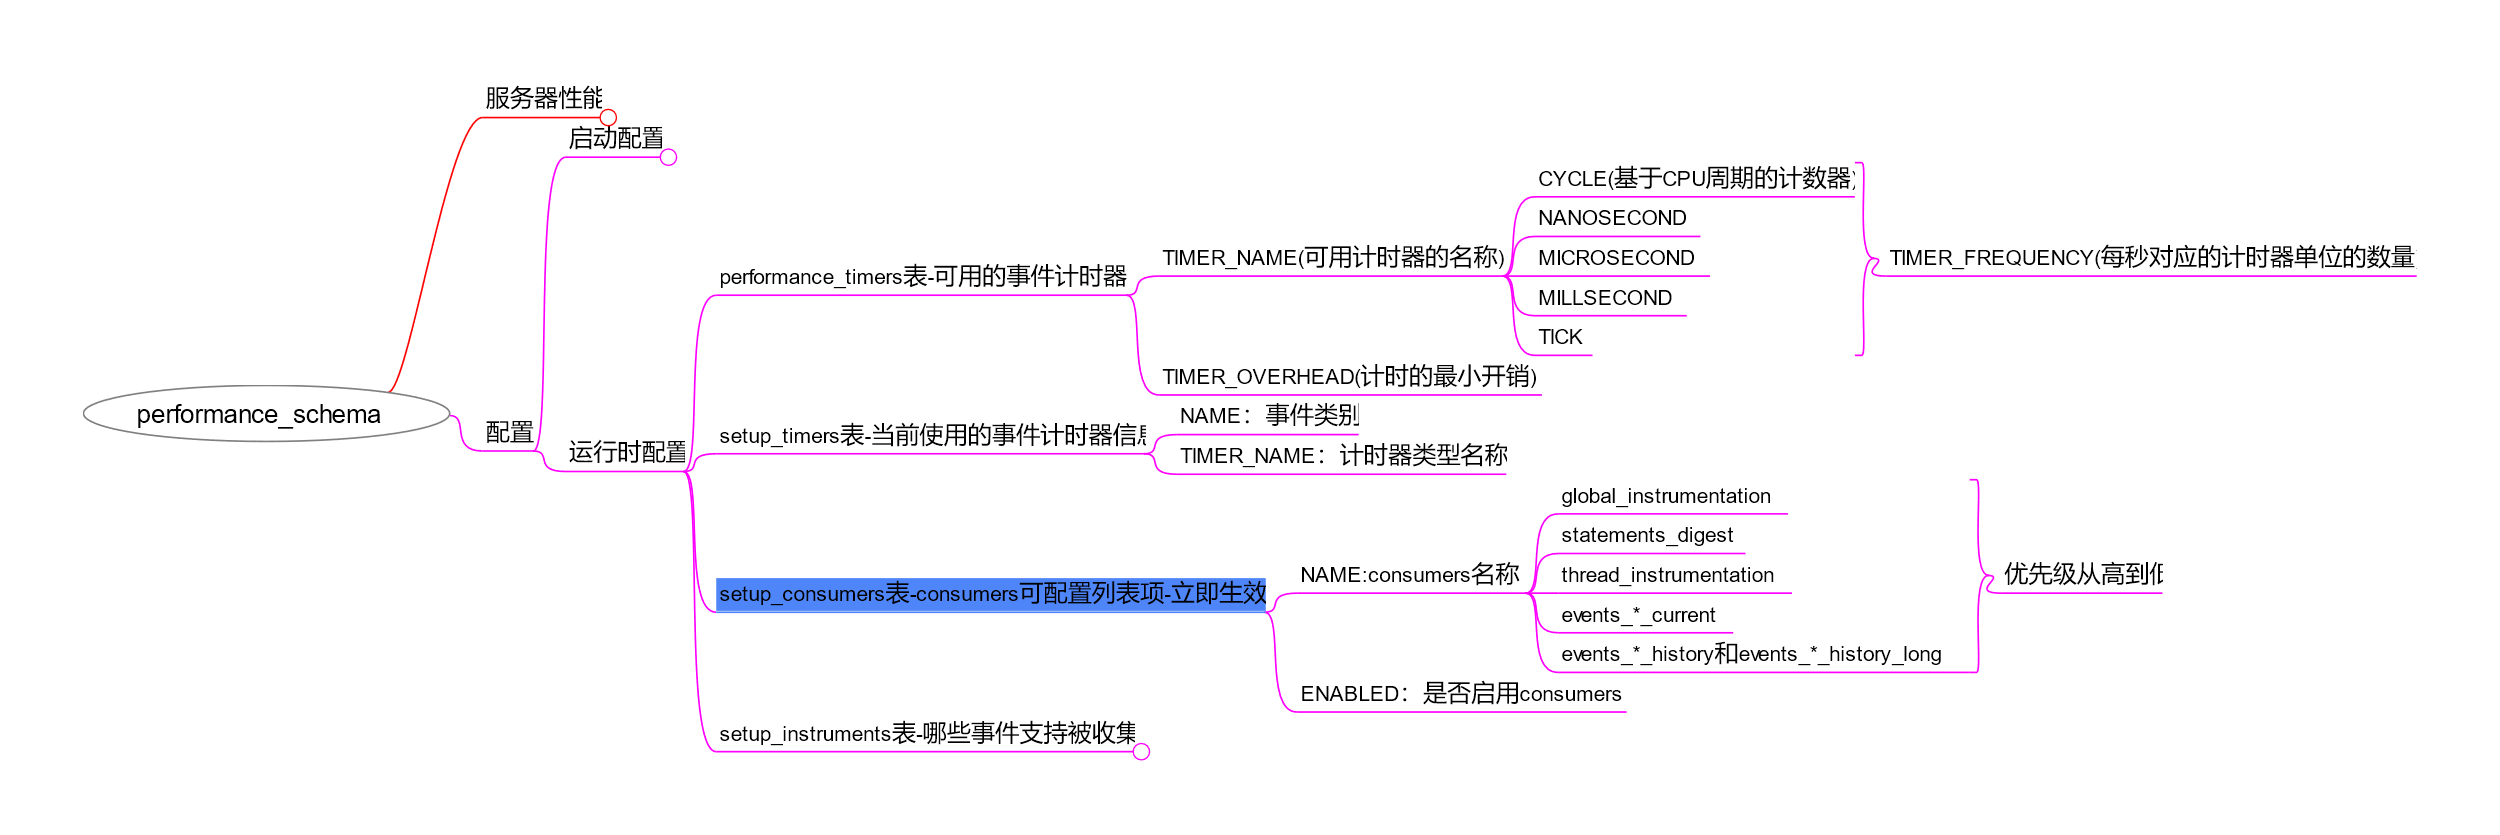 performance_schema
服务器性能
配置
启动配置
运行时配置
performance_timers表-可用的事件计时器
TIMER_NAME(可用计时器的名称)
CYCLE(基于CPU周期的计数器)
NANOSECOND
MICROSECOND
MILLSECOND
TICK
TIMER_FREQUENCY(每秒对应的计时器单位的数量
TIMER_OVERHEAD(计时的最小开销)
setup_timers表-当前使用的事件计时器信息
NAME：事件类别
TIMER_NAME：计时器类型名称
setup_consumers表-consumers可配置列表项-立即生效
NAME:consumers名称
global_instrumentation
statements_digest
thread_instrumentation
events_*_current
events_*_history和events_*_history_long
优先级从高到低
ENABLED：是否启用consumers
setup_instruments表-哪些事件支持被收集